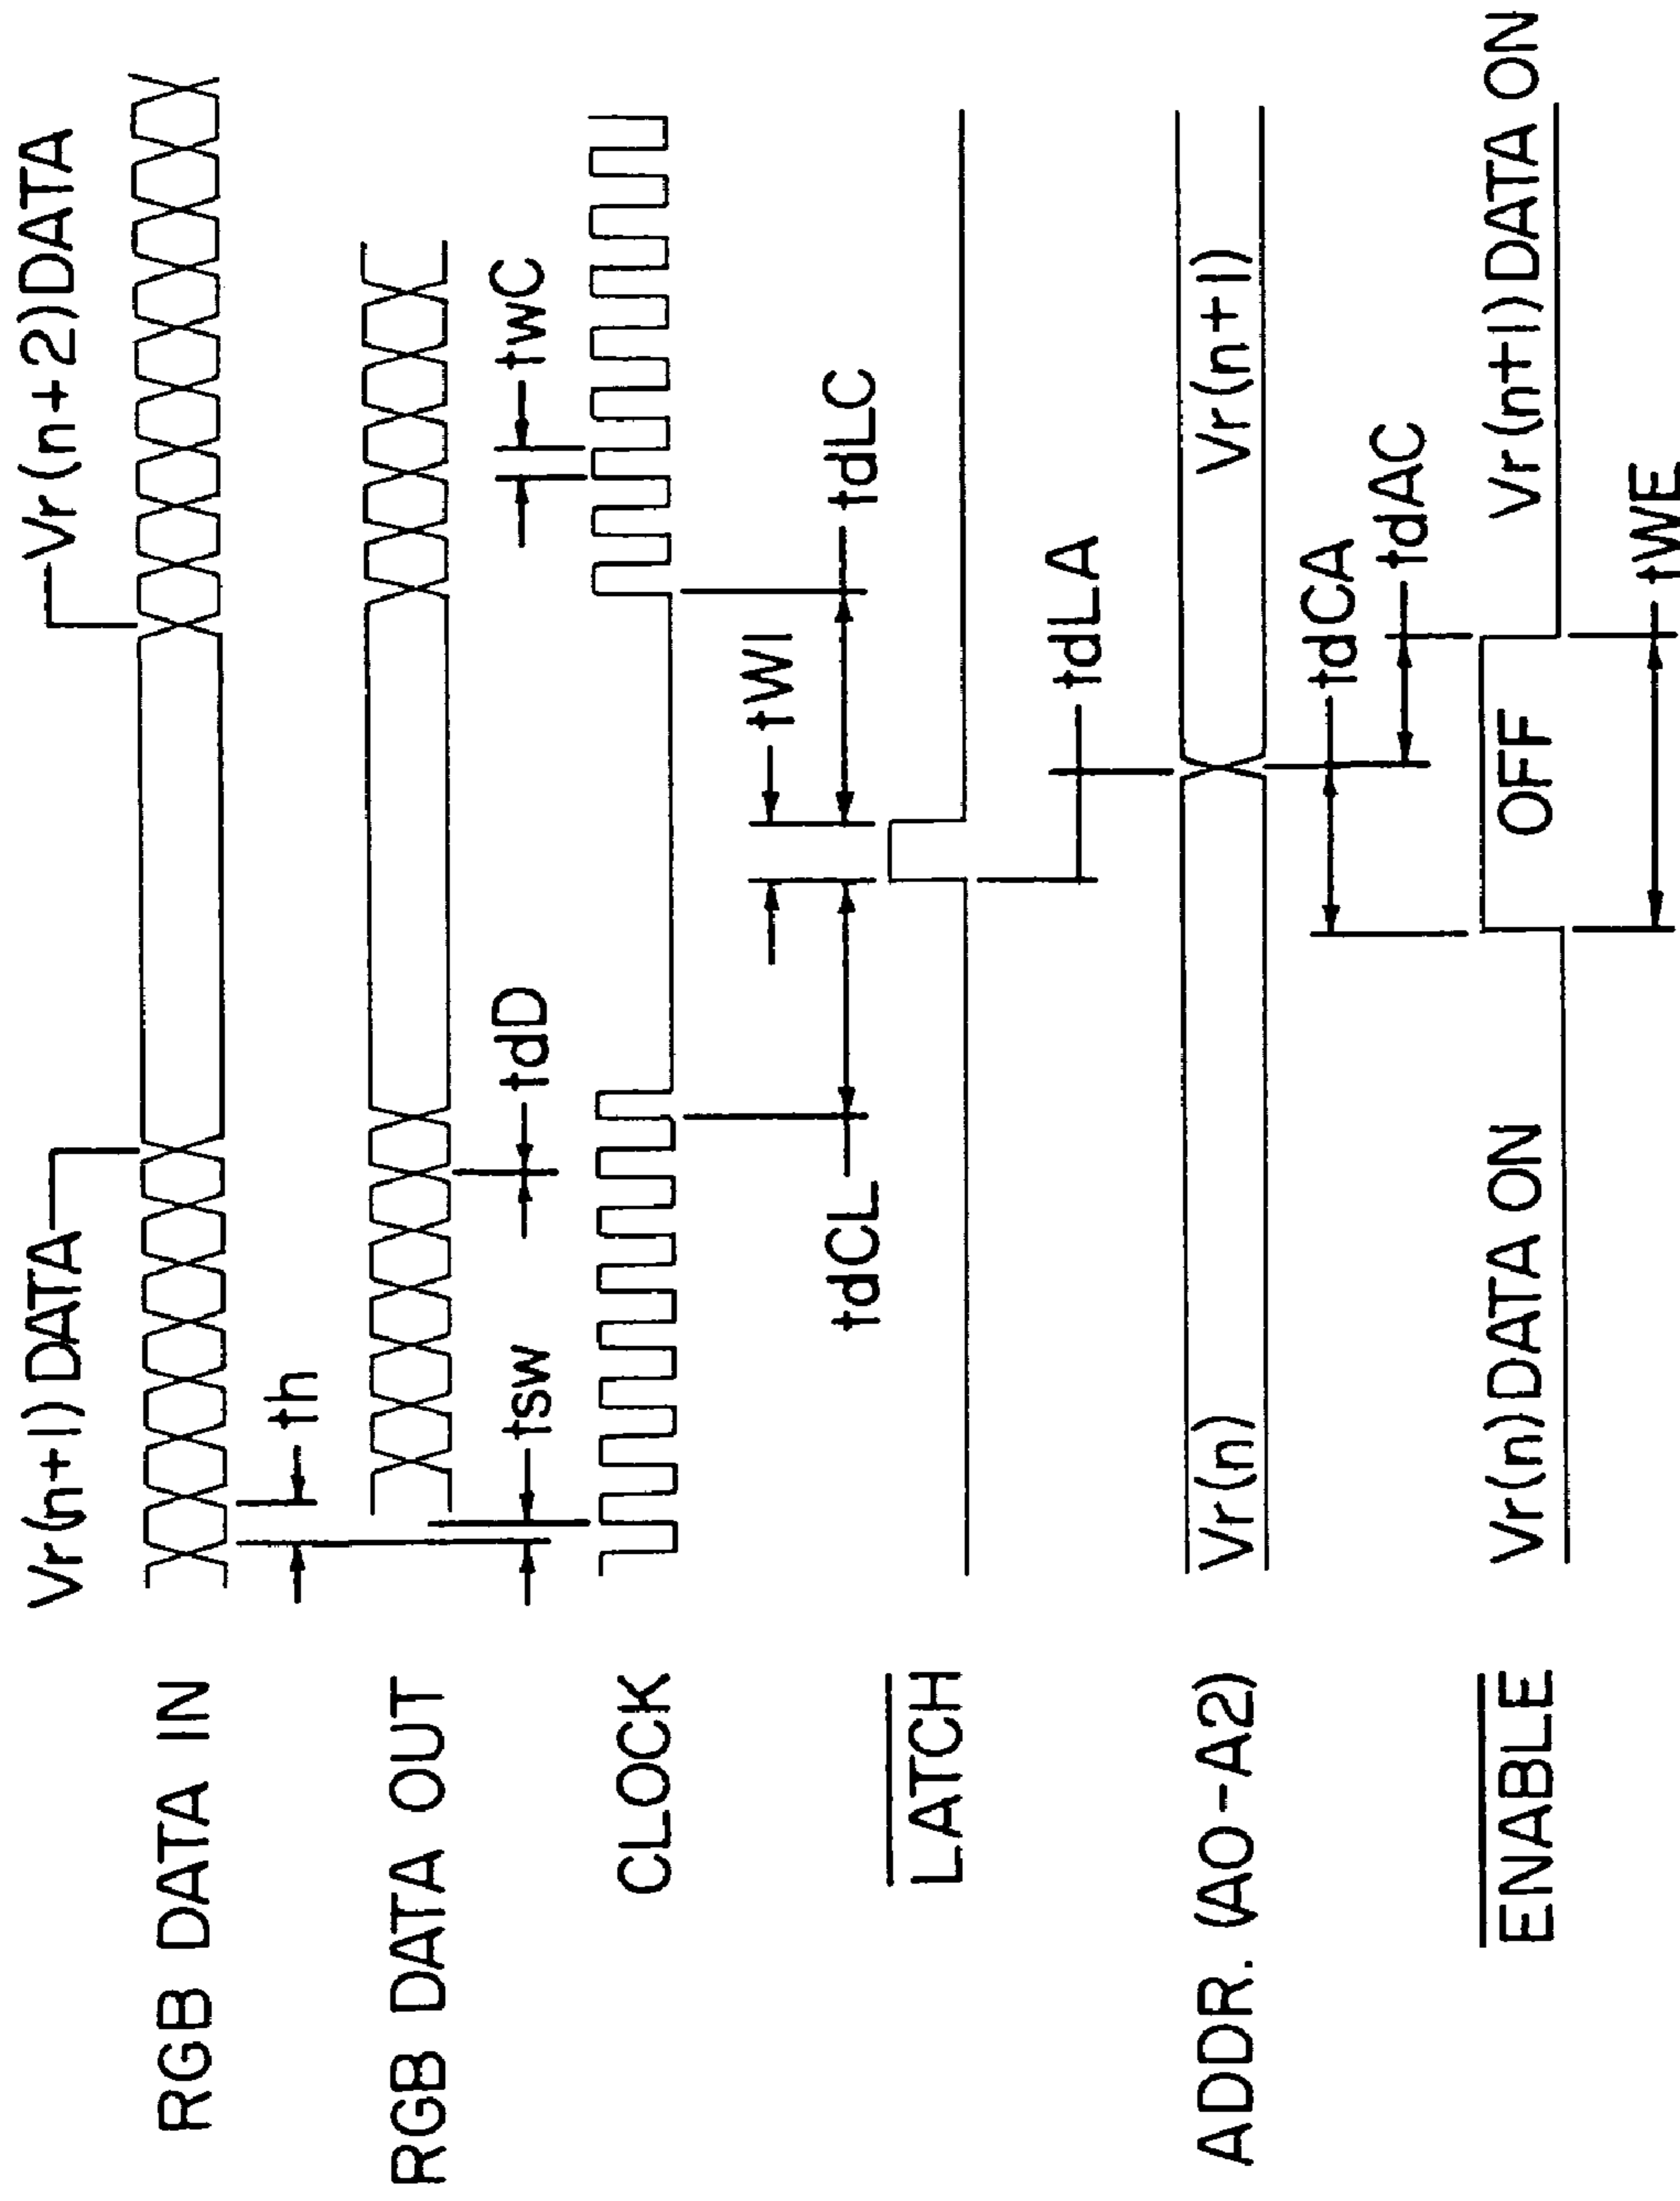 Vr(n+1) DATA
Vr(n+2) DATA
RGB DATA IN
th
RGB DATA OUT
tsw
tdD
twC
CLOCK
tdCL
tWI
tdLC
LATCH
tdLA
ADDR. (A0-A2)
Vr(n)
Vr(n+1)
tdCA
tdAC
ENABLE
Vr(n) DATA ON
OFF
Vr(n+1) DATA ON
tWE